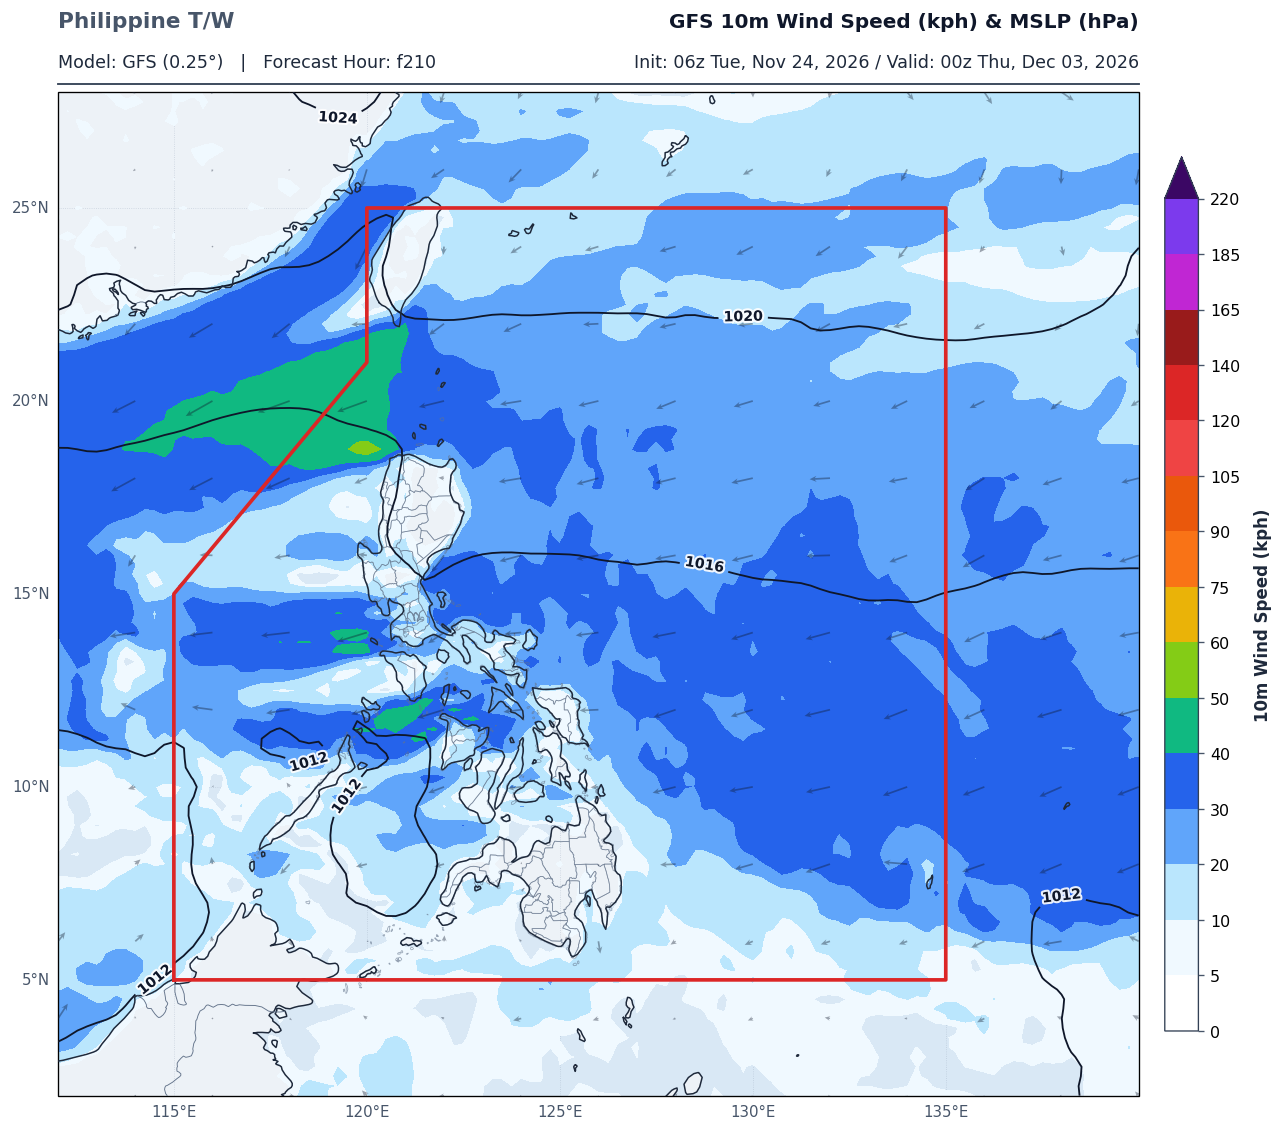 Philippine T/W
GFS 10m Wind Speed (kph) & MSLP (hPa)
Model: GFS (0.25°)   |   Forecast Hour: f210
Init: 06z Tue, Nov 24, 2026 / Valid: 00z Thu, Dec 03, 2026
1024
1020
1016
1012
1012
1012
1012
25°N
20°N
15°N
10°N
5°N
115°E
120°E
125°E
130°E
135°E
220
185
165
140
120
105
90
75
60
50
40
30
20
10
5
0
10m Wind Speed (kph)